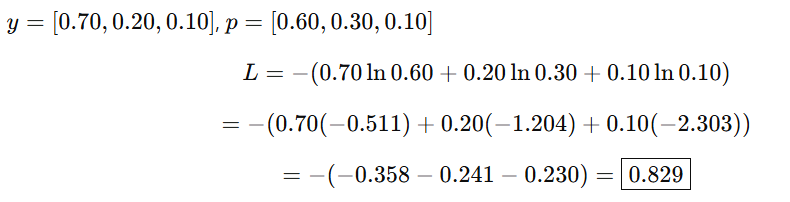 y = [0.70, 0.20, 0.10], p = [0.60, 0.30, 0.10]
L = −(0.70 ln 0.60 + 0.20 ln 0.30 + 0.10 ln 0.10)
= −(0.70(−0.511) + 0.20(−1.204) + 0.10(−2.303))
= −(−0.358 − 0.241 − 0.230) = 0.829